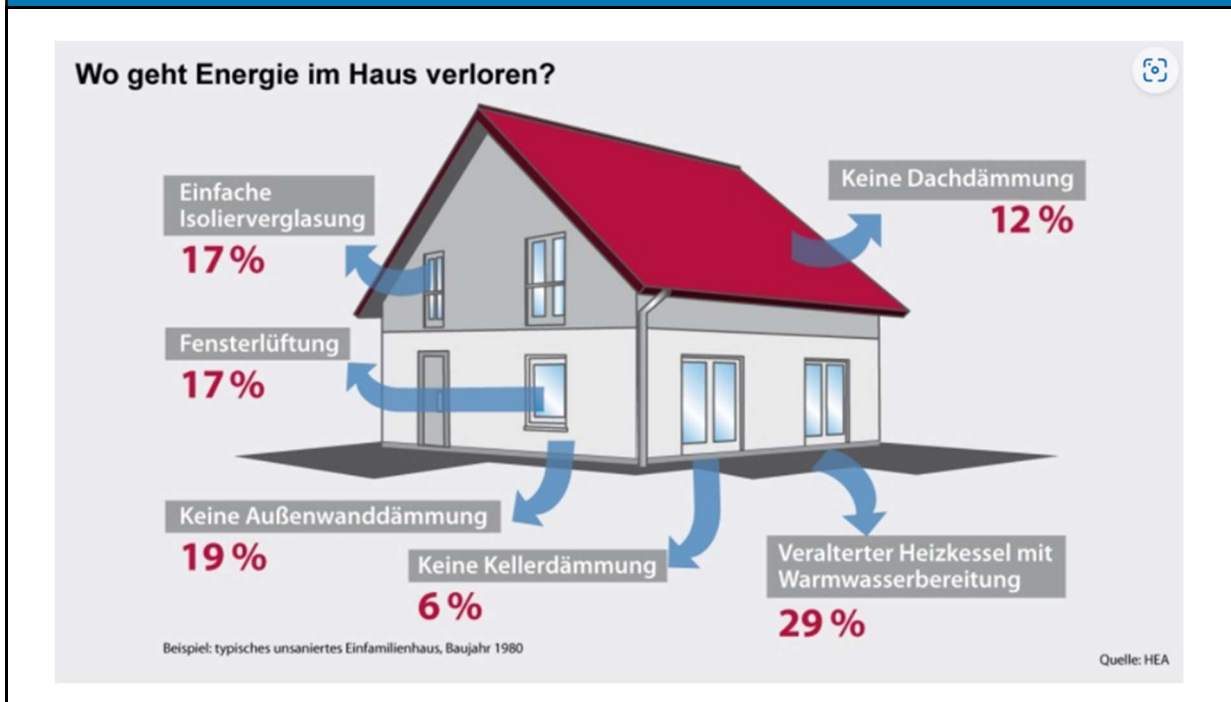 Wo geht Energie im Haus verloren?
Einfache
Isolierverglasung
17 %
Keine Dachdämmung
12 %
Fensterlüftung
17 %
Keine Außenwanddämmung
19 %
Keine Kellerdämmung
6 %
Veralterter Heizkessel mit
Warmwasserbereitung
29 %
Beispiel: typisches unsaniertes Einfamilienhaus, Baujahr 1980
Quelle: HEA